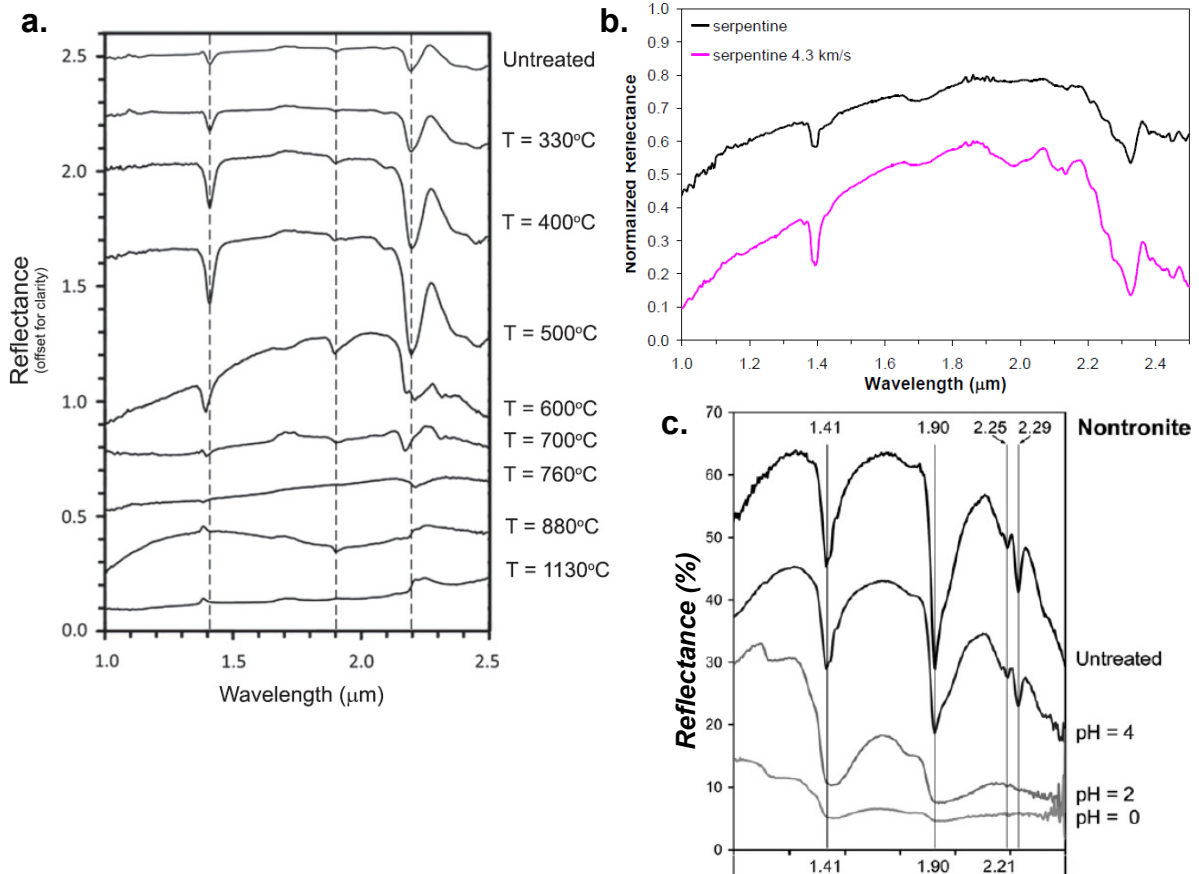 a.
2.5
2.0
1.5
1.0
0.5
0.0
1.0
1.5
2.0
2.5
Reflectance
(offset for clarity)
Wavelength (μm)
Untreated
T = 330°C
T = 400°C
T = 500°C
T = 600°C
T = 700°C
T = 760°C
T = 880°C
T = 1130°C
b.
1.0
0.9
0.8
0.7
0.6
0.5
0.4
0.3
0.2
0.1
0.0
serpentine
serpentine 4.3 km/s
Normalized Reflectance
1.0
1.2
1.4
1.6
1.8
2.0
2.2
2.4
Wavelength (μm)
c.
70
60
50
40
30
20
10
0
Reflectance (%)
1.41
1.90
2.25
2.29
Nontronite
Untreated
pH = 4
pH = 2
pH = 0
1.41
1.90
2.21